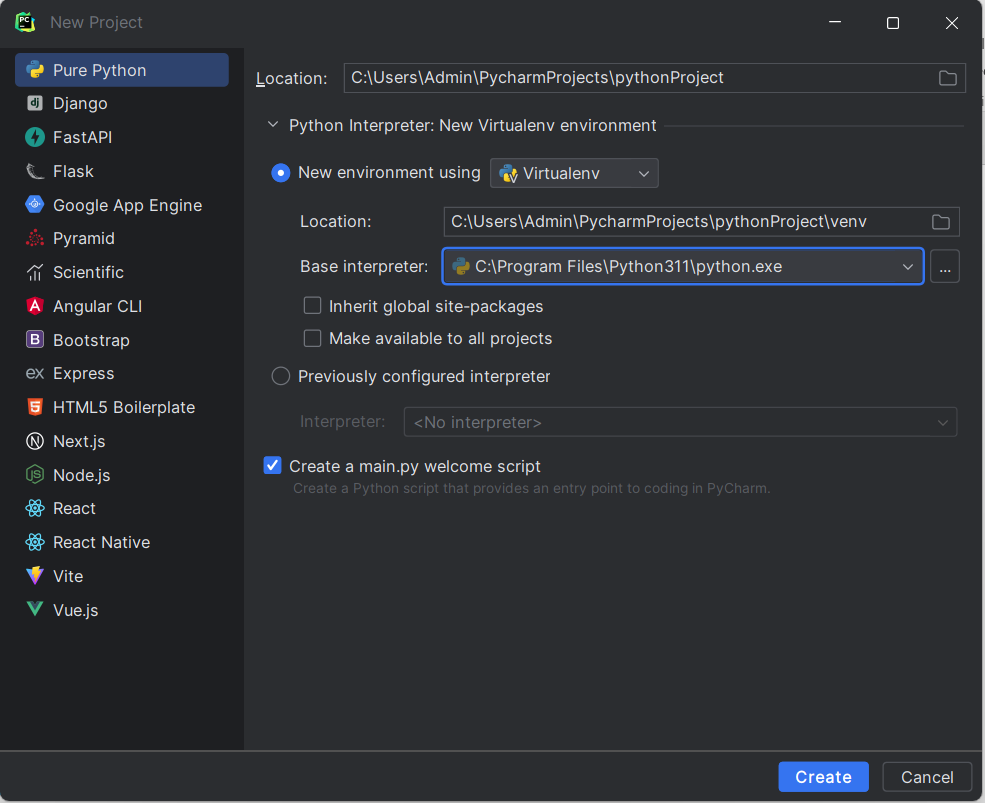 New Project
Pure Python
Django
FastAPI
Flask
Google App Engine
Pyramid
Scientific
Angular CLI
Bootstrap
Express
HTML5 Boilerplate
Next.js
Node.js
React
React Native
Vite
Vue.js
Location: C:\Users\Admin\PycharmProjects\pythonProject
Python Interpreter: New Virtualenv environment
New environment using Virtualenv
Location: C:\Users\Admin\PycharmProjects\pythonProject\venv
Base interpreter: C:\Program Files\Python311\python.exe ...
Inherit global site-packages
Make available to all projects
Previously configured interpreter
Interpreter: <No interpreter>
Create a main.py welcome script
Create a Python script that provides an entry point to coding in PyCharm.
Create Cancel